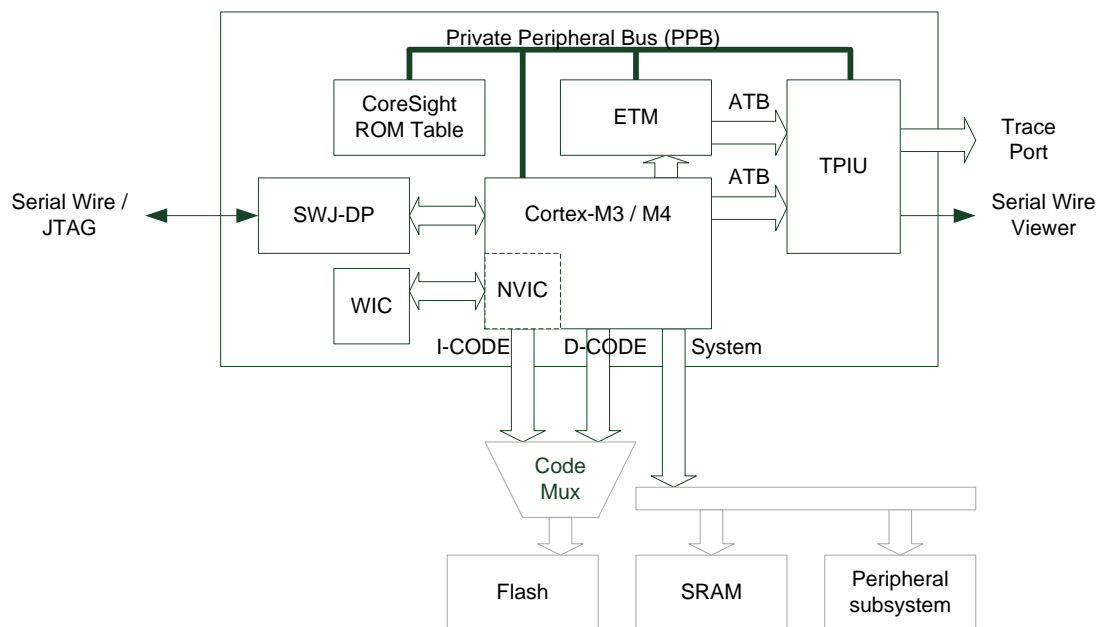 Private Peripheral Bus (PPB)
CoreSight
ROM Table
ETM
ATB
TPIU
Trace
Port
Serial Wire /
JTAG
SWJ-DP
Cortex-M3 / M4
ATB
Serial Wire
Viewer
WIC
NVIC
I-CODE
D-CODE
System
Code
Mux
Flash
SRAM
Peripheral
subsystem